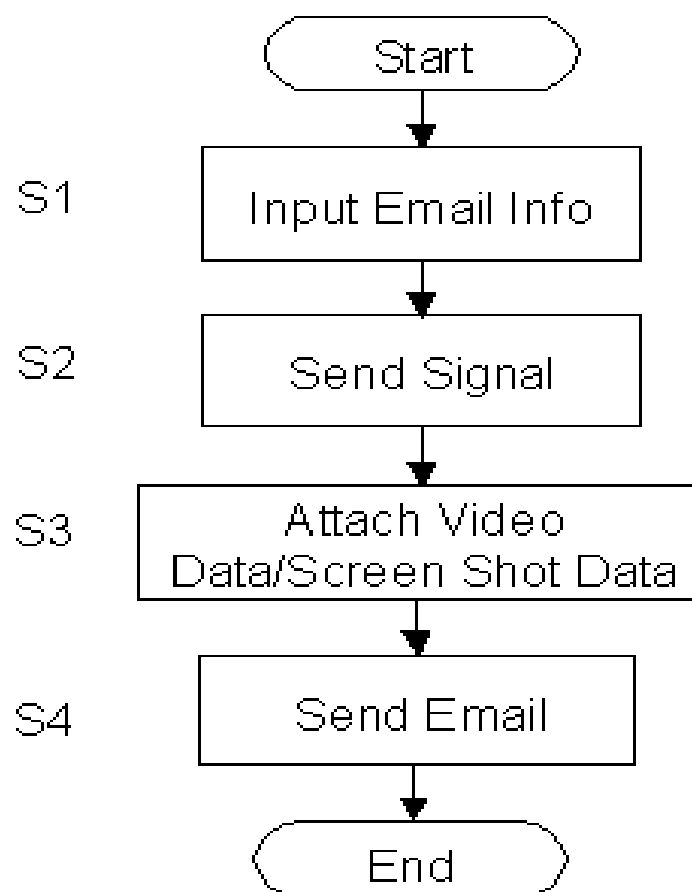 Start
S1
Input Email Info
S2
Send Signal
S3
Attach Video
Data/Screen Shot Data
S4
Send Email
End